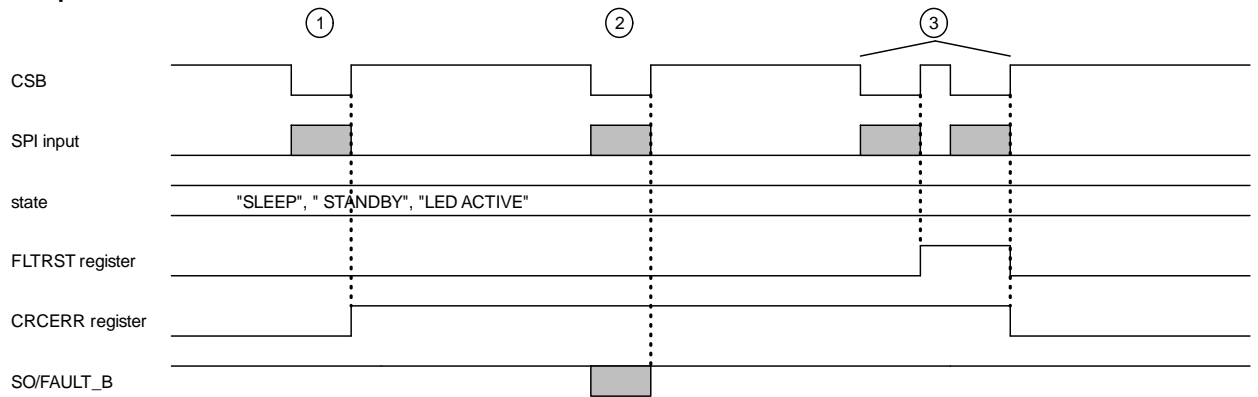 1 2 3
CSB
SPI input
state "SLEEP", " STANDBY", "LED ACTIVE"
FLTRST register
CRCERR register
SO/FAULT_B